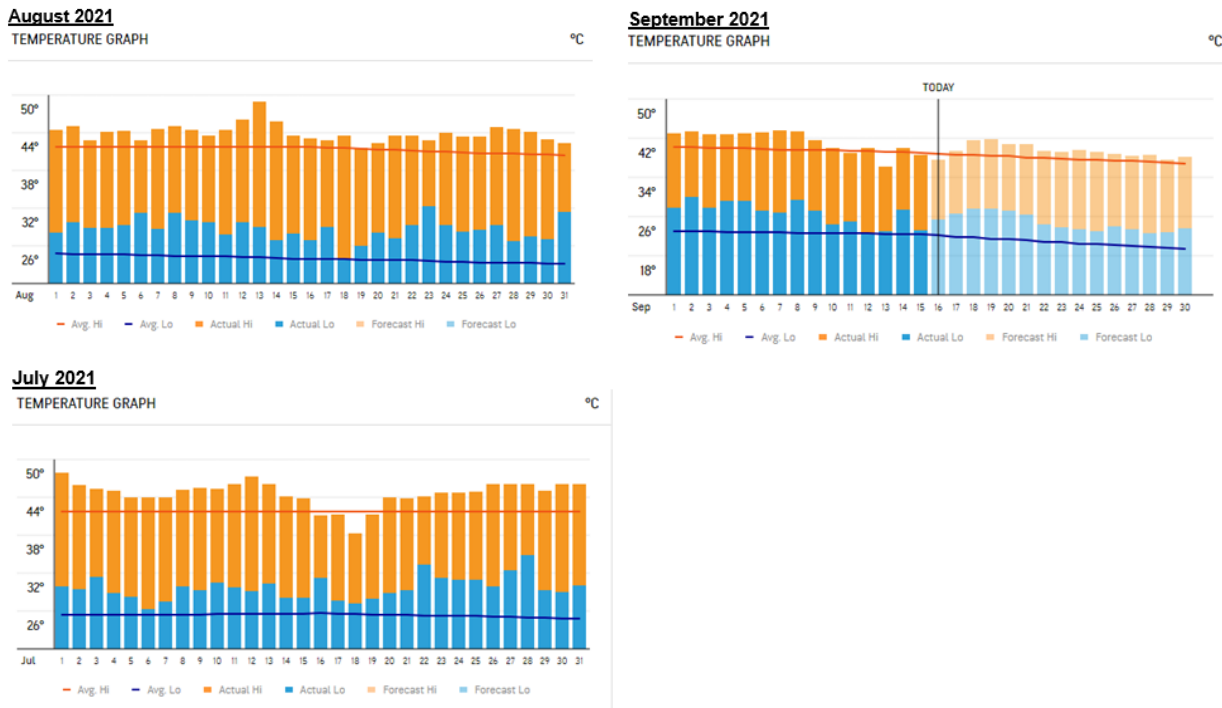 August 2021
TEMPERATURE GRAPH °C
50°
44°
38°
32°
26°
Aug 1 2 3 4 5 6 7 8 9 10 11 12 13 14 15 16 17 18 19 20 21 22 23 24 25 26 27 28 29 30 31
Avg. Hi Avg. Lo Actual Hi Actual Lo Forecast Hi Forecast Lo
September 2021
TEMPERATURE GRAPH °C
TODAY
50°
42°
34°
26°
18°
Sep 1 2 3 4 5 6 7 8 9 10 11 12 13 14 15 16 17 18 19 20 21 22 23 24 25 26 27 28 29 30
Avg. Hi Avg. Lo Actual Hi Actual Lo Forecast Hi Forecast Lo
July 2021
TEMPERATURE GRAPH °C
50°
44°
38°
32°
26°
Jul 1 2 3 4 5 6 7 8 9 10 11 12 13 14 15 16 17 18 19 20 21 22 23 24 25 26 27 28 29 30 31
Avg. Hi Avg. Lo Actual Hi Actual Lo Forecast Hi Forecast Lo